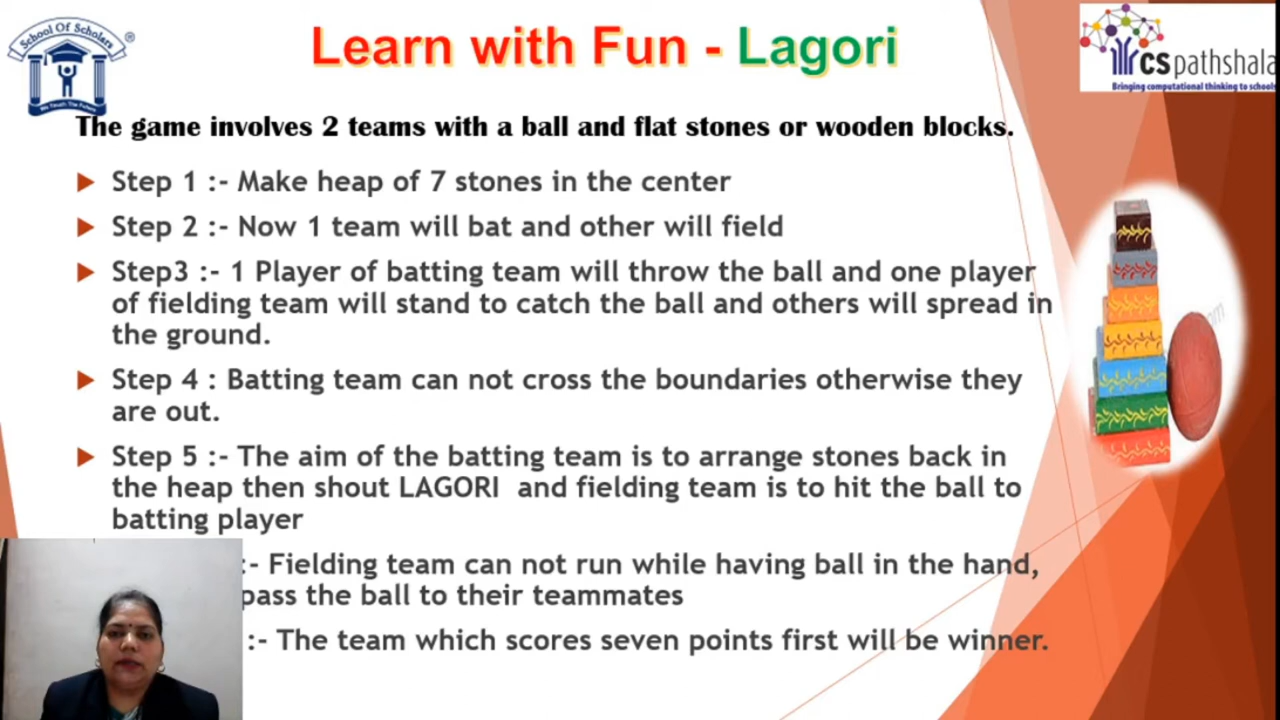 School Of Scholars
We Touch The Future
Learn with Fun - Lagori
CSpathshala
Bringing computational thinking to schools
The game involves 2 teams with a ball and flat stones or wooden blocks.
Step 1 :- Make heap of 7 stones in the center
Step 2 :- Now 1 team will bat and other will field
Step3 :- 1 Player of batting team will throw the ball and one player
of fielding team will stand to catch the ball and others will spread in
the ground.
Step 4 : Batting team can not cross the boundaries otherwise they
are out.
Step 5 :- The aim of the batting team is to arrange stones back in
the heap then shout LAGORI and fielding team is to hit the ball to
batting player
:- Fielding team can not run while having ball in the hand,
pass the ball to their teammates
:- The team which scores seven points first will be winner.